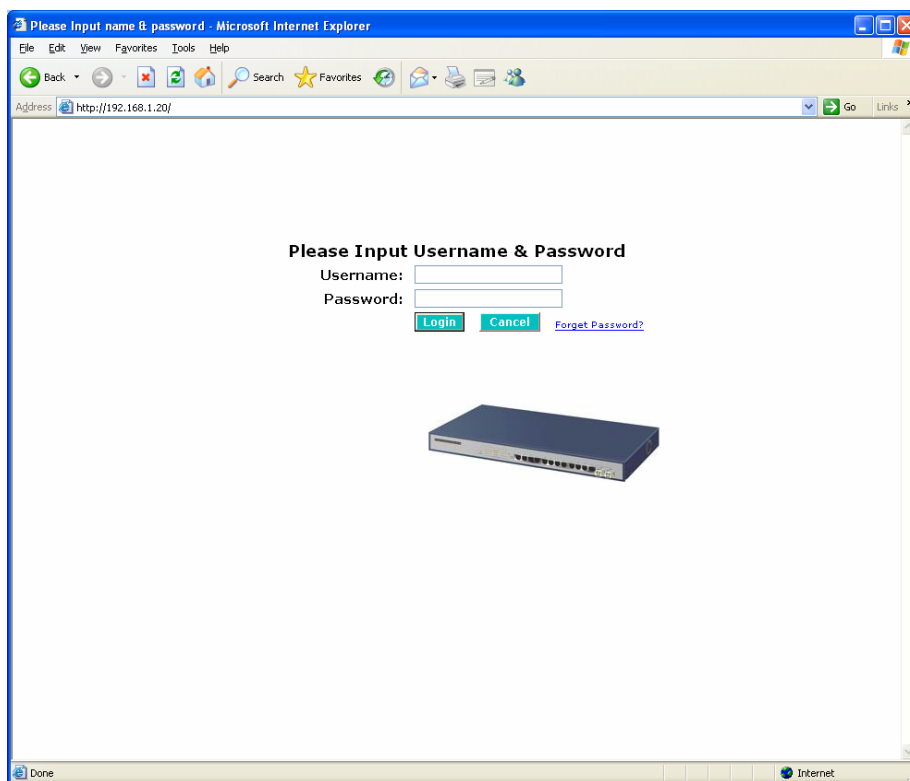 Please Input name & password - Microsoft Internet Explorer
File Edit View Favorites Tools Help
Back Search Favorites
Address http://192.168.1.20/ Go Links
Please Input Username & Password
Username:
Password:
Login Cancel Forget Password?
Done Internet